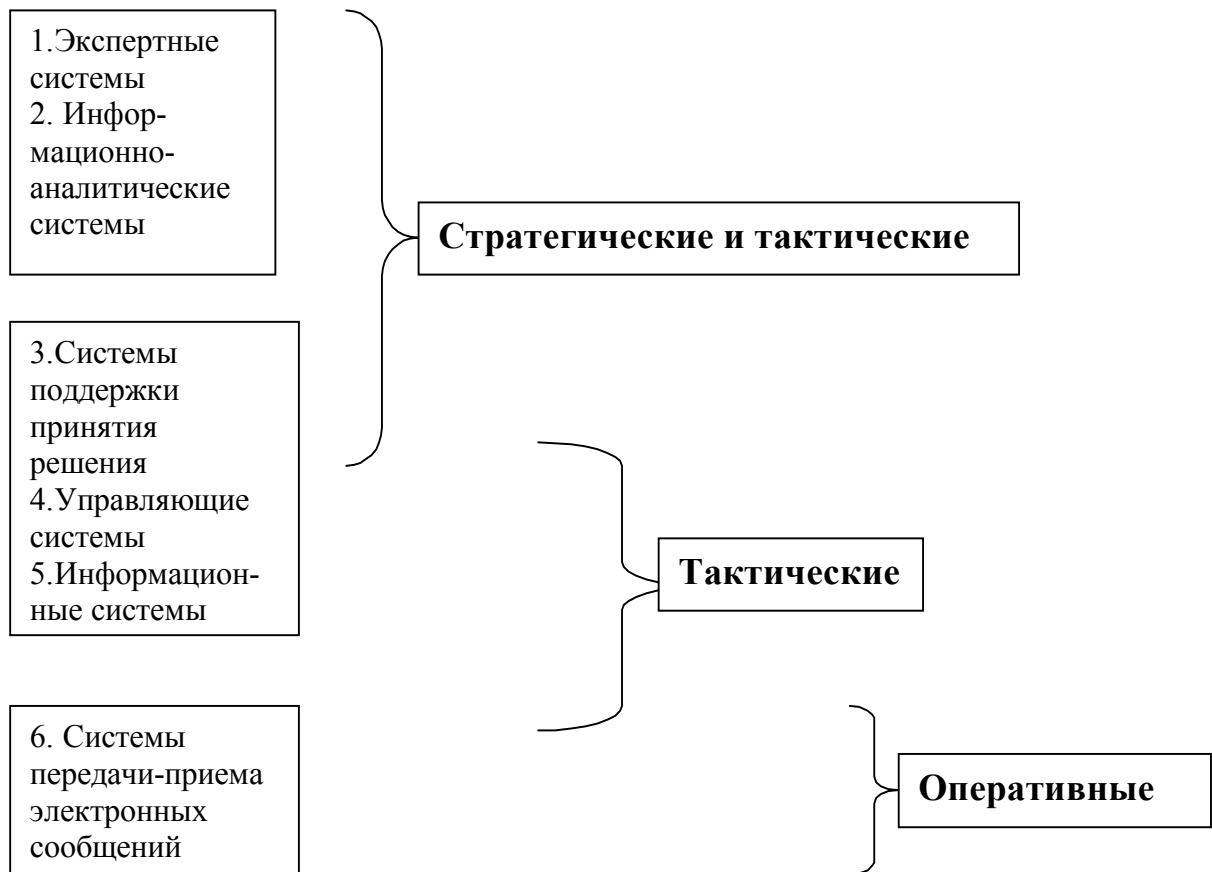 1.Экспертные
системы
2. Инфор-
мационно-
аналитические
системы
Стратегические и тактические
3.Системы
поддержки
принятия
решения
4.Управляющие
системы
5.Информацион-
ные системы
Тактические
6. Системы
передачи-приема
электронных
сообщений
Оперативные